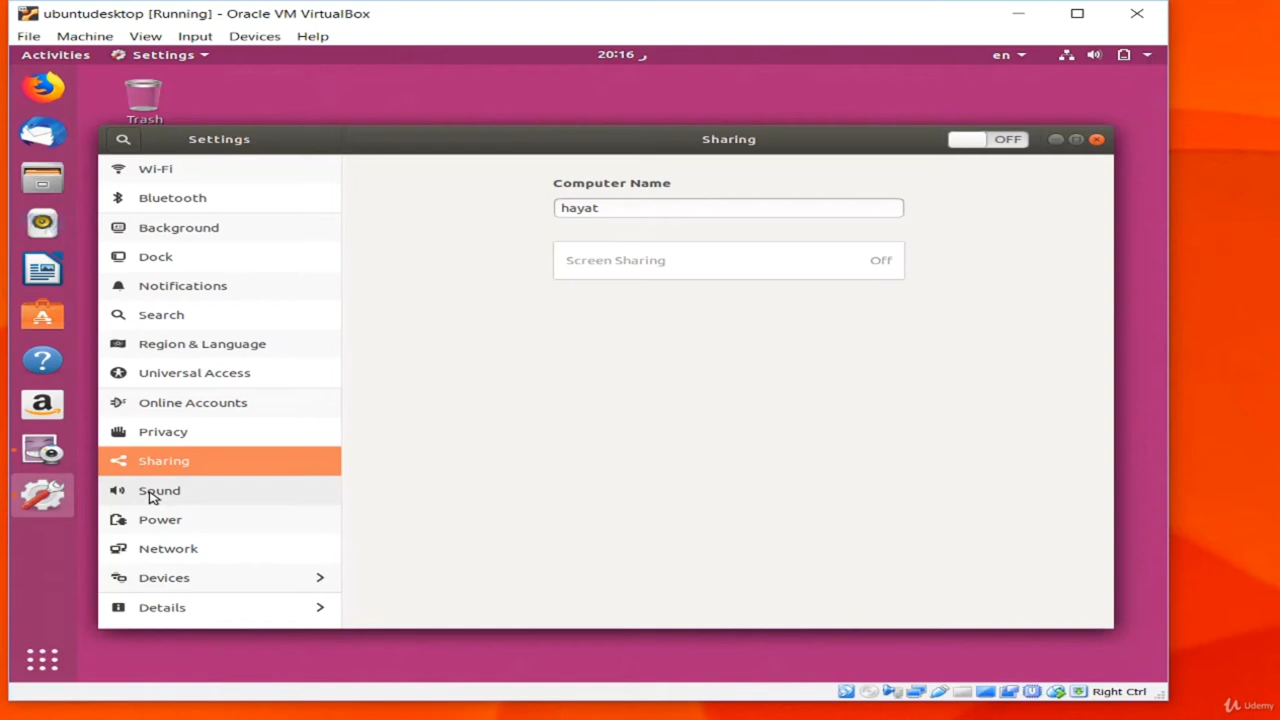 ubuntudesktop [Running] - Oracle VM VirtualBox
File Machine View Input Devices Help
Activities Settings 20:16 ر en
Trash
Settings Sharing OFF
Wi-Fi
Bluetooth
Background
Dock
Notifications
Search
Region & Language
Universal Access
Online Accounts
Privacy
Sharing
Sound
Power
Network
Devices
Details
Computer Name
hayat
Screen Sharing Off
Right Ctrl
Udemy